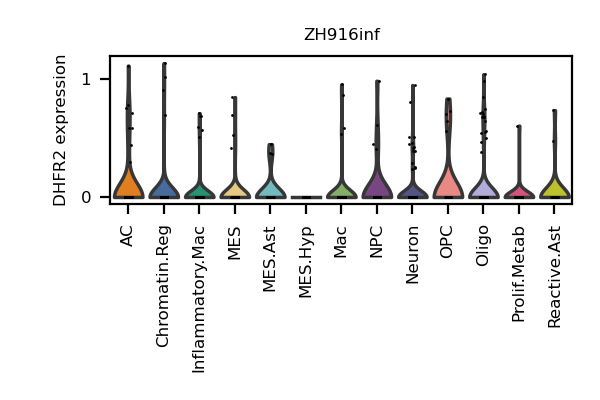 ZH916inf
DHFR2 expression
1
0
AC
Chromatin.Reg
Inflammatory.Mac
MES
MES.Ast
MES.Hyp
Mac
NPC
Neuron
OPC
Oligo
Prolif.Metab
Reactive.Ast